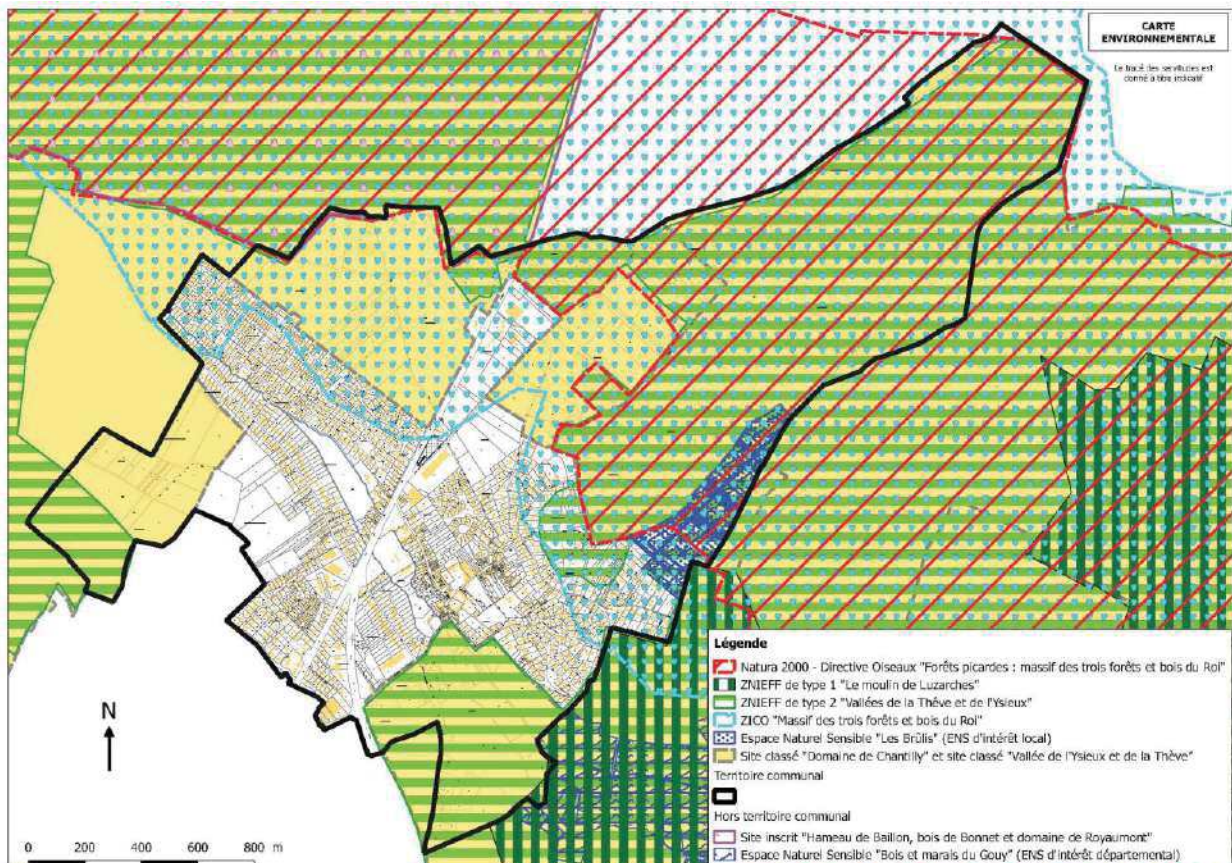 CARTE
ENVIRONNEMENTALE
Le tracé des servitudes est
donné à titre indicatif
N
0 200 400 600 800 m
Légende
Natura 2000 - Directive Oiseaux "Forêts picardes : massif des trois forêts et bois du Roi"
ZNIEFF de type 1 "Le moulin de Luzarches"
ZNIEFF de type 2 "Vallées de la Thève et de l'Ysieux"
ZICO "Massif des trois forêts et bois du Roi"
Espace Naturel Sensible "Les Brûlis" (ENS d'intérêt local)
Site classé "Domaine de Chantilly" et site classé "Vallée de l'Ysieux et de la Thève"
Territoire communal
Hors territoire communal
Site inscrit "Hameau de Baillon, bois de Bonnet et domaine de Royaumont"
Espace Naturel Sensible "Bois et marais du Gouy" (ENS d'intérêt départemental)